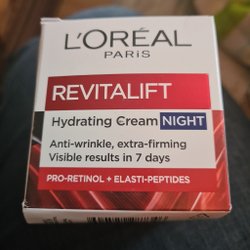 L'ORÉAL
PARiS
REVITALIFT
Hydrating Cream NIGHT
Anti-wrinkle, extra-firming
Visible results in 7 days
PRO-RETINOL + ELASTI-PEPTIDES